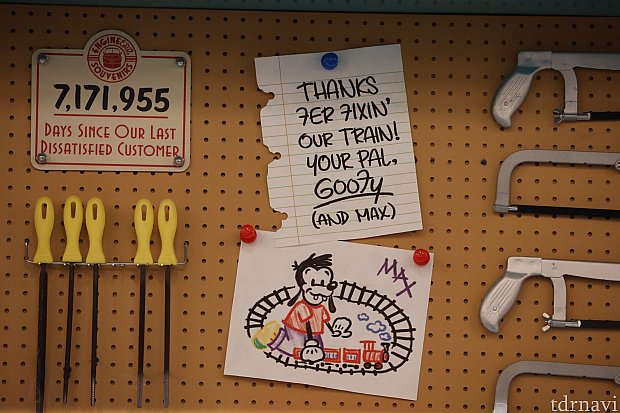 ENGINE EAR
SOUVENIRS
7,171,955
DAYS SINCE OUR LAST
DISSATISFIED CUSTOMER
THANKS
FER FIXIN'
OUR TRAIN!
YOUR PAL,
GOOFY
(AND MAX)
MAX
tdrnavi